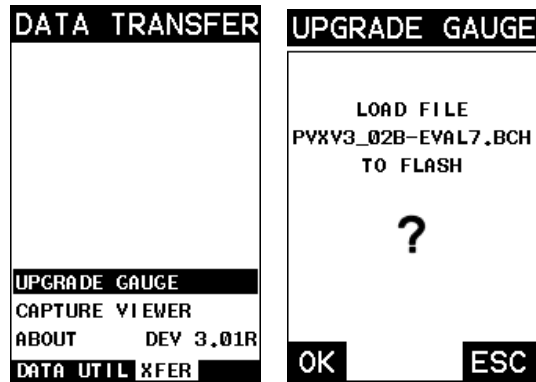 DATA TRANSFER
UPGRADE GAUGE
CAPTURE VIEWER
ABOUT DEV 3.01R
DATA UTIL XFER
UPGRADE GAUGE
LOAD FILE
PVXV3_02B-EVAL7.BCH
TO FLASH
?
OK ESC